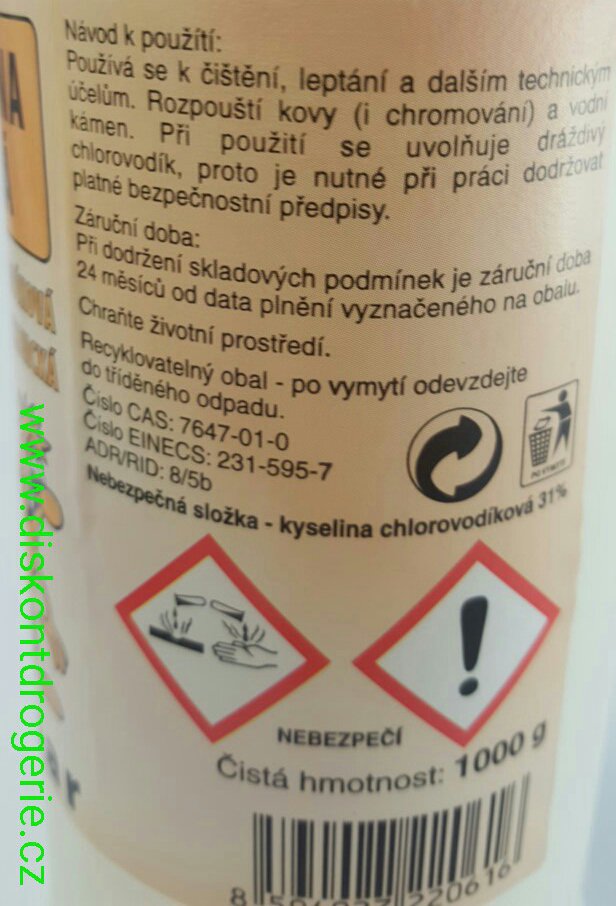 Návod k použítí:
Používá se k čištění, leptání a dalším technickým
účelům. Rozpouští kovy (i chromování) a vodní
kámen. Při použití se uvolňuje dráždivý
chlorovodík, proto je nutné při práci dodržovat
platné bezpečnostní předpisy.
Záruční doba:
Při dodržení skladových podmínek je záruční doba
24 měsíců od data plnění vyznačeného na obalu.
Chraňte životní prostředí.
Recyklovatelný obal - po vymytí odevzdejte
do tříděného odpadu.
Číslo CAS: 7647-01-0
Číslo EINECS: 231-595-7
ADR/RID: 8/5b
PO VYMYTÍ
Nebezpečná složka - kyselina chlorovodíková 31%
NEBEZPEČÍ
Čistá hmotnost: 1000 g
www.diskontdrogerie.cz